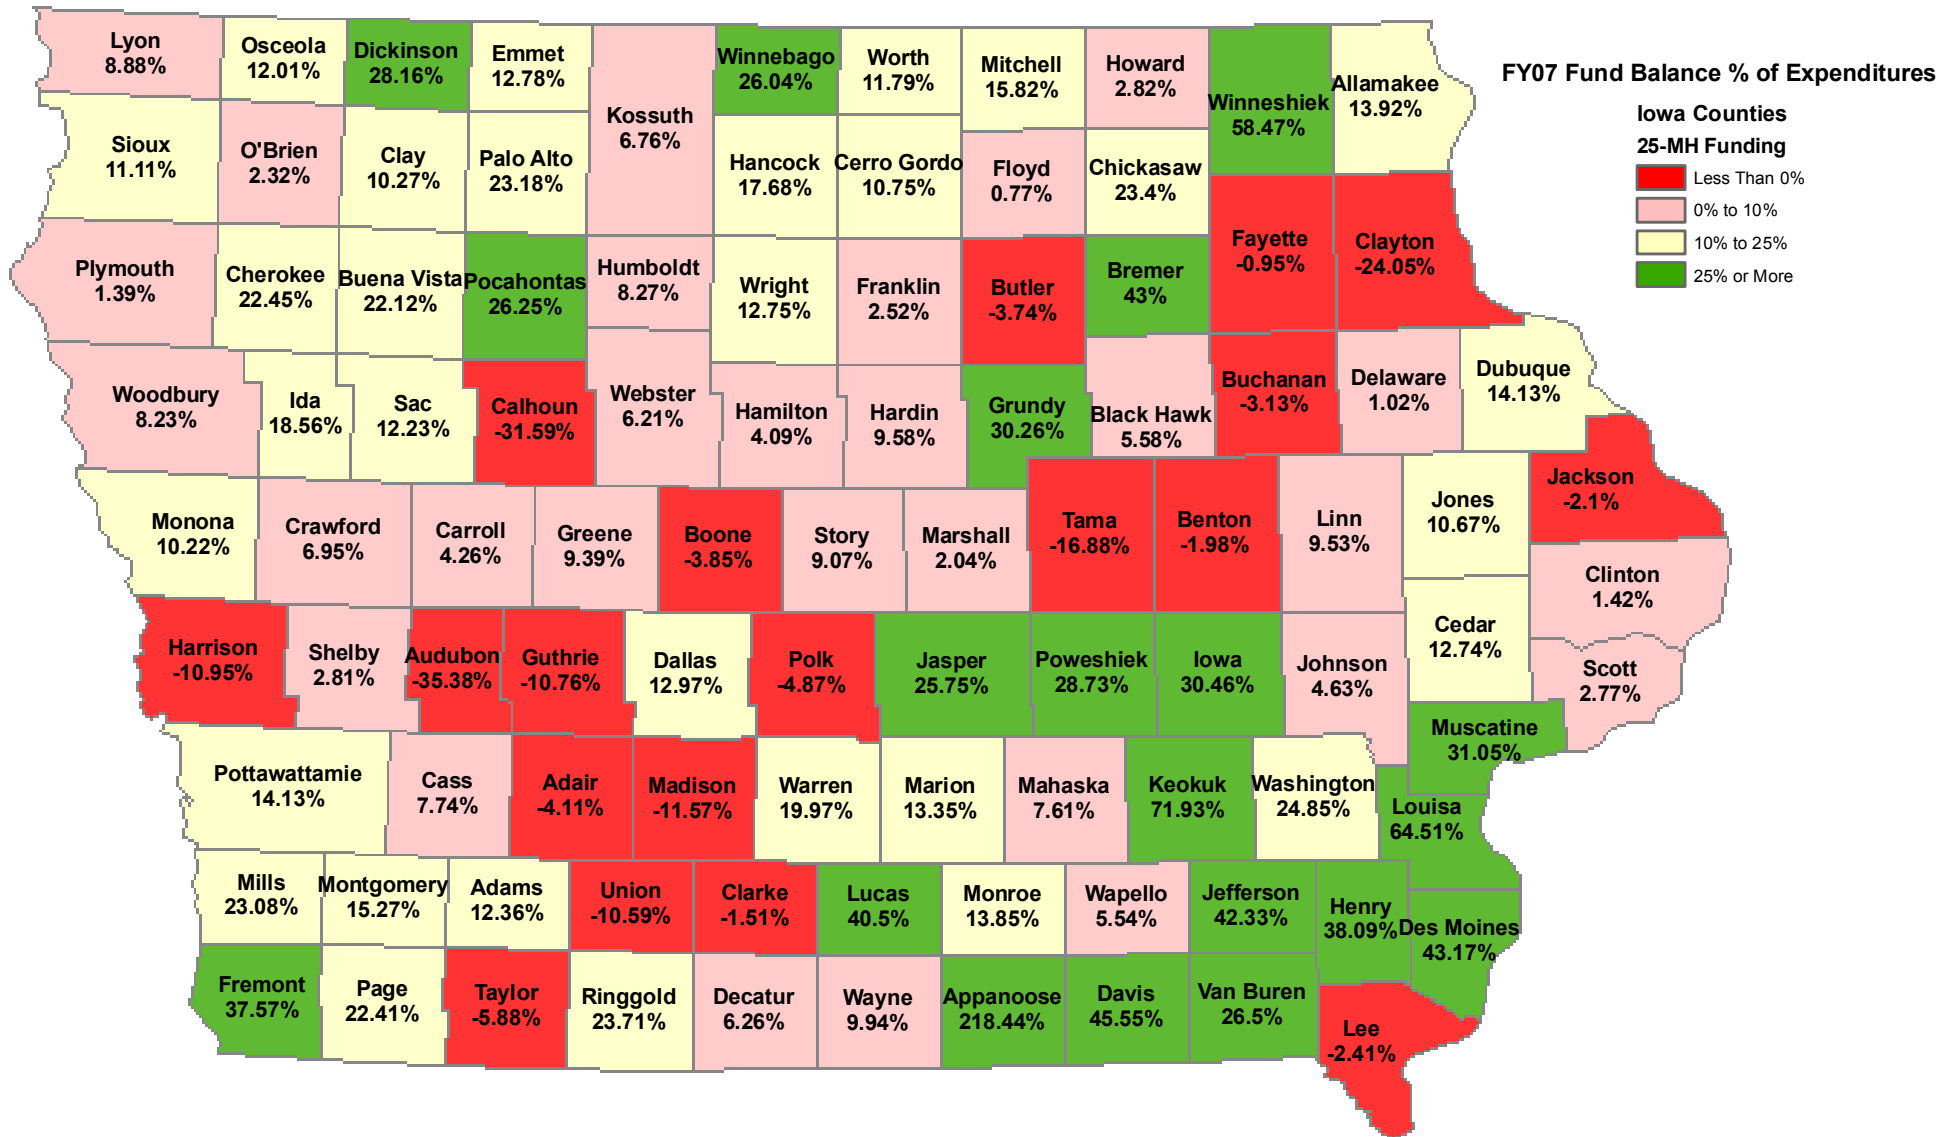 FY07 Fund Balance % of Expenditures
Iowa Counties
25-MH Funding
Less Than 0%
0% to 10%
10% to 25%
25% or More
Lyon
8.88%
Osceola
12.01%
Dickinson
28.16%
Emmet
12.78%
Kossuth
6.76%
Winnebago
26.04%
Worth
11.79%
Mitchell
15.82%
Howard
2.82%
Winneshiek
58.47%
Allamakee
13.92%
Sioux
11.11%
O'Brien
2.32%
Clay
10.27%
Palo Alto
23.18%
Hancock
17.68%
Cerro Gordo
10.75%
Floyd
0.77%
Chickasaw
23.4%
Plymouth
1.39%
Cherokee
22.45%
Buena Vista
22.12%
Pocahontas
26.25%
Humboldt
8.27%
Wright
12.75%
Franklin
2.52%
Butler
-3.74%
Bremer
43%
Fayette
-0.95%
Clayton
-24.05%
Woodbury
8.23%
Ida
18.56%
Sac
12.23%
Calhoun
-31.59%
Webster
6.21%
Hamilton
4.09%
Hardin
9.58%
Grundy
30.26%
Black Hawk
5.58%
Buchanan
-3.13%
Delaware
1.02%
Dubuque
14.13%
Monona
10.22%
Crawford
6.95%
Carroll
4.26%
Greene
9.39%
Boone
-3.85%
Story
9.07%
Marshall
2.04%
Tama
-16.88%
Benton
-1.98%
Linn
9.53%
Jones
10.67%
Jackson
-2.1%
Clinton
1.42%
Harrison
-10.95%
Shelby
2.81%
Audubon
-35.38%
Guthrie
-10.76%
Dallas
12.97%
Polk
-4.87%
Jasper
25.75%
Poweshiek
28.73%
Iowa
30.46%
Johnson
4.63%
Cedar
12.74%
Scott
2.77%
Muscatine
31.05%
Pottawattamie
14.13%
Cass
7.74%
Adair
-4.11%
Madison
-11.57%
Warren
19.97%
Marion
13.35%
Mahaska
7.61%
Keokuk
71.93%
Washington
24.85%
Louisa
64.51%
Mills
23.08%
Montgomery
15.27%
Adams
12.36%
Union
-10.59%
Clarke
-1.51%
Lucas
40.5%
Monroe
13.85%
Wapello
5.54%
Jefferson
42.33%
Henry
38.09%
Des Moines
43.17%
Fremont
37.57%
Page
22.41%
Taylor
-5.88%
Ringgold
23.71%
Decatur
6.26%
Wayne
9.94%
Appanoose
218.44%
Davis
45.55%
Van Buren
26.5%
Lee
-2.41%